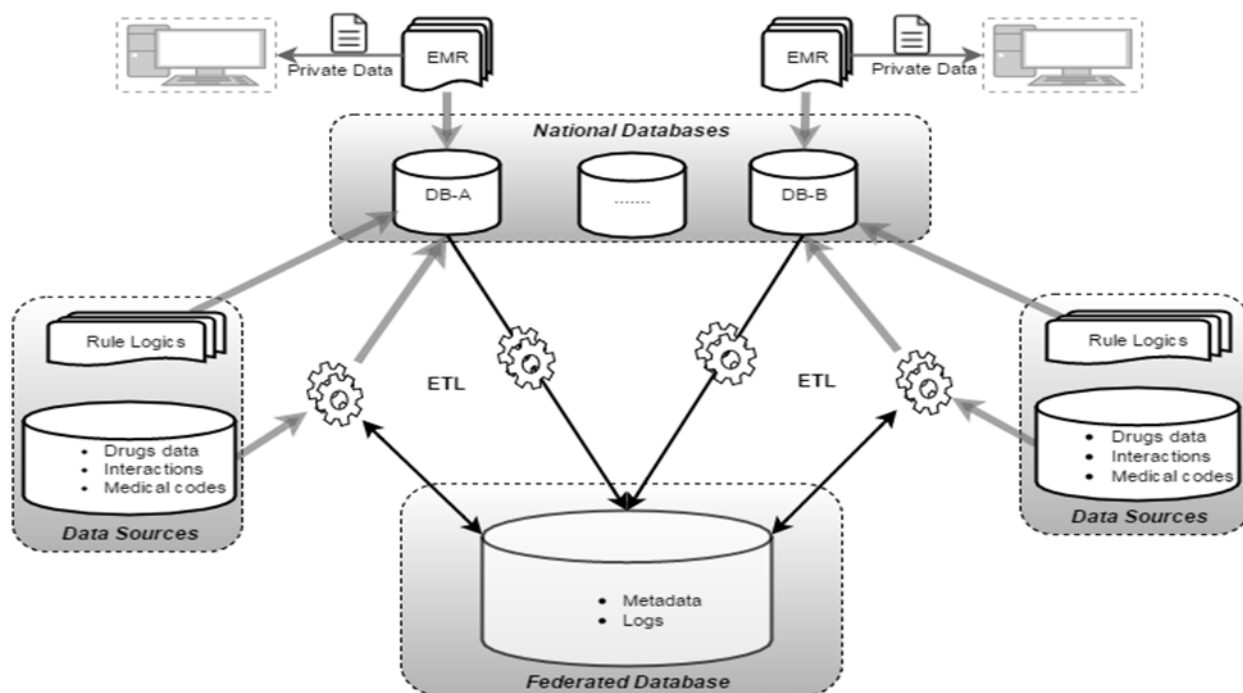 EMR
Private Data
EMR
Private Data
National Databases
DB-A
.......
DB-B
Rule Logics
• Drugs data
• Interactions
• Medical codes
Data Sources
ETL
ETL
Rule Logics
• Drugs data
• Interactions
• Medical codes
Data Sources
• Metadata
• Logs
Federated Database